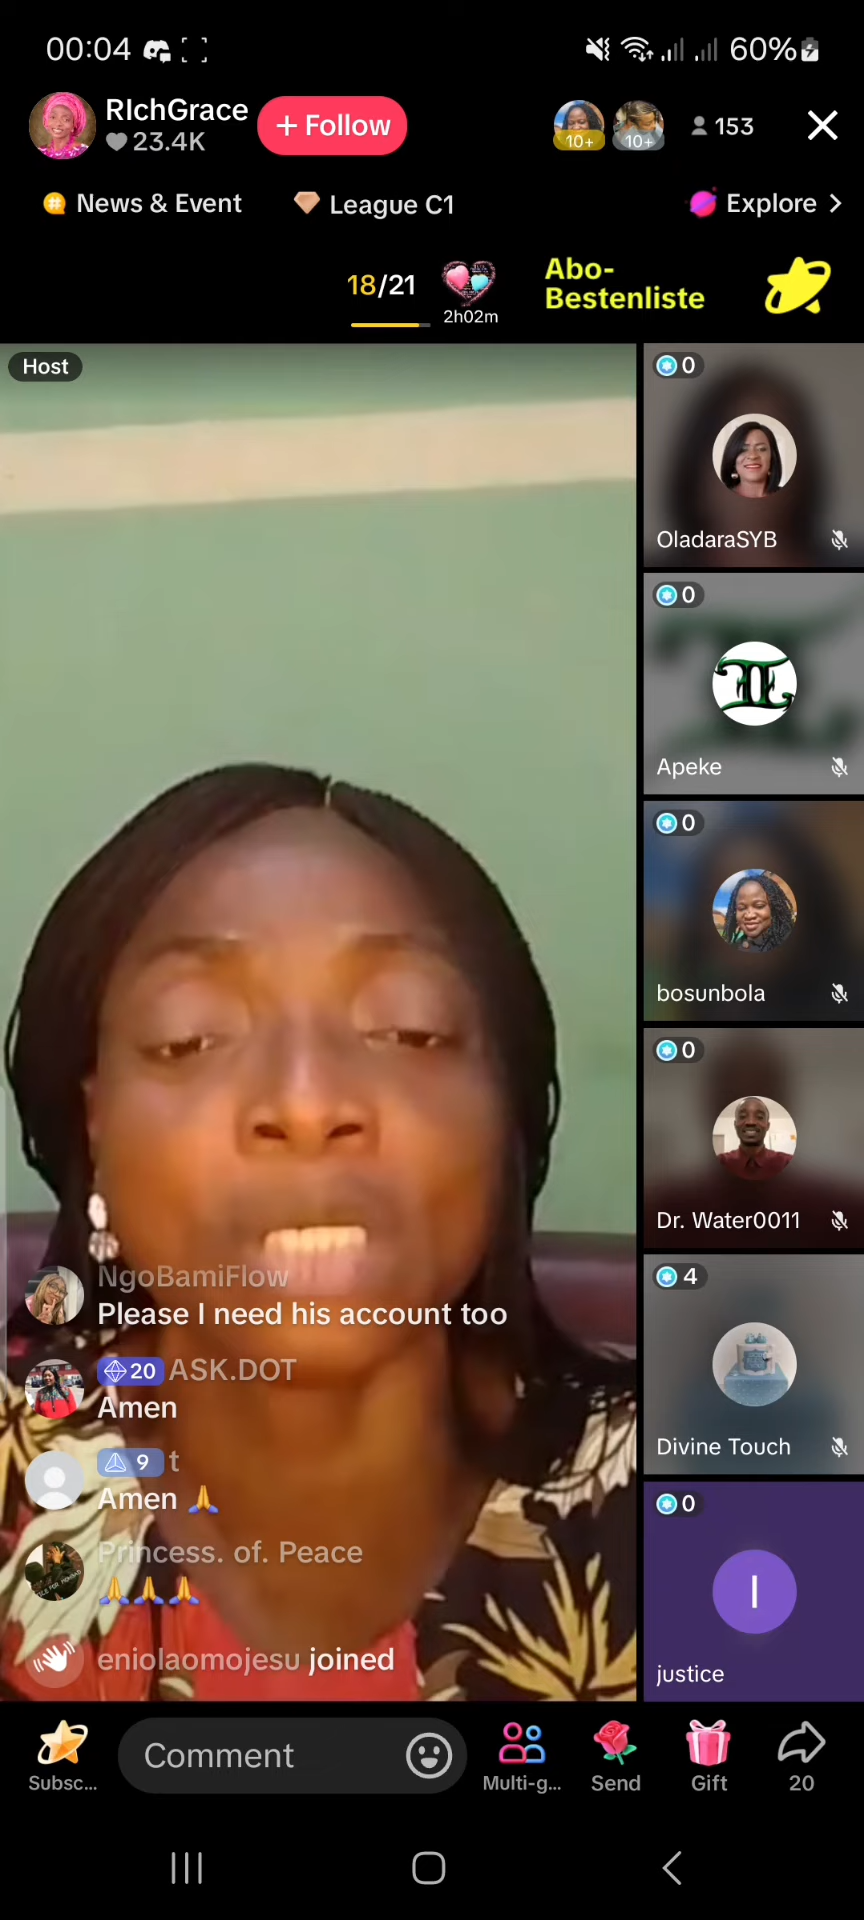 00:04
60%
RIchGrace
23.4K
+ Follow
10+
10+
153
News & Event
League C1
Explore >
18/21
2h02m
Abo-
Bestenliste
Host
0
OladaraSYB
0
Apeke
0
bosunbola
0
Dr. Water0011
4
Divine Touch
0
I
justice
NgoBamiFlow
Please I need his account too
20 ASK.DOT
Amen
9 t
Amen 🙏
Princess. of. Peace
🙏🙏🙏
eniolaomojesu joined
Subsc...
Comment
Multi-g...
Send
Gift
20